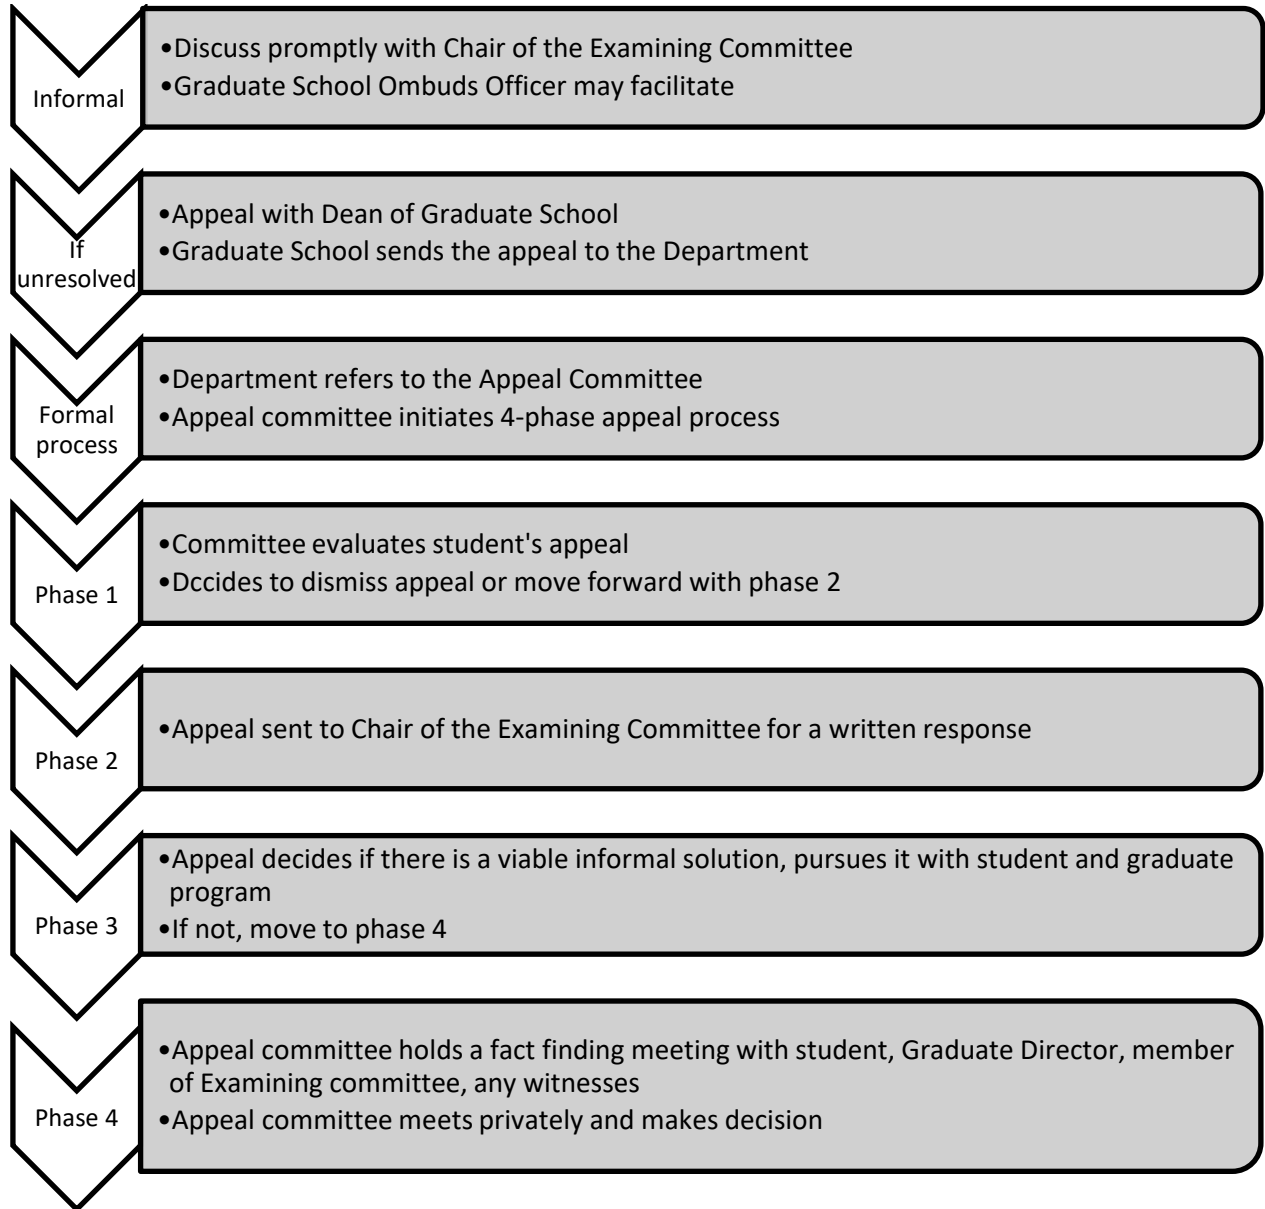 Informal
•Discuss promptly with Chair of the Examining Committee
•Graduate School Ombuds Officer may facilitate
If
unresolved
•Appeal with Dean of Graduate School
•Graduate School sends the appeal to the Department
Formal
process
•Department refers to the Appeal Committee
•Appeal committee initiates 4-phase appeal process
Phase 1
•Committee evaluates student's appeal
•Dccides to dismiss appeal or move forward with phase 2
Phase 2
•Appeal sent to Chair of the Examining Committee for a written response
Phase 3
•Appeal decides if there is a viable informal solution, pursues it with student and graduate
program
•If not, move to phase 4
Phase 4
•Appeal committee holds a fact finding meeting with student, Graduate Director, member
of Examining committee, any witnesses
•Appeal committee meets privately and makes decision